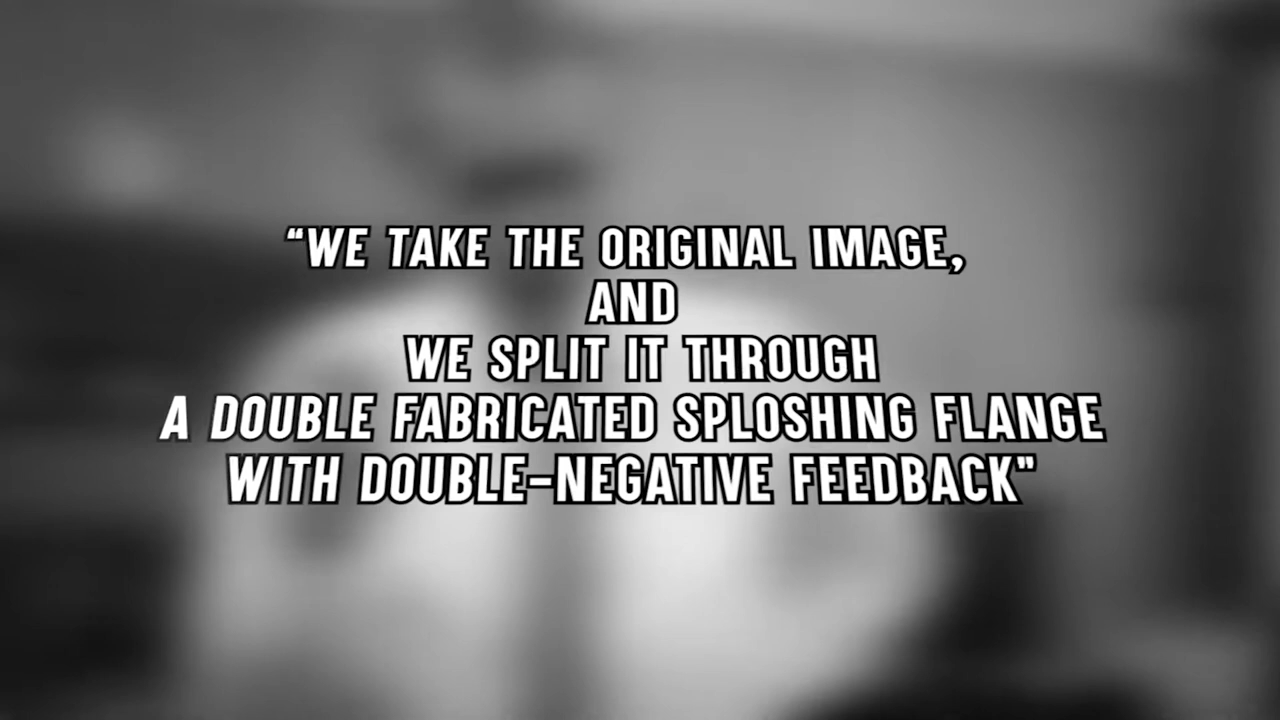 “WE TAKE THE ORIGINAL IMAGE,
AND
WE SPLIT IT THROUGH
A DOUBLE FABRICATED SPLOSHING FLANGE
WITH DOUBLE-NEGATIVE FEEDBACK”